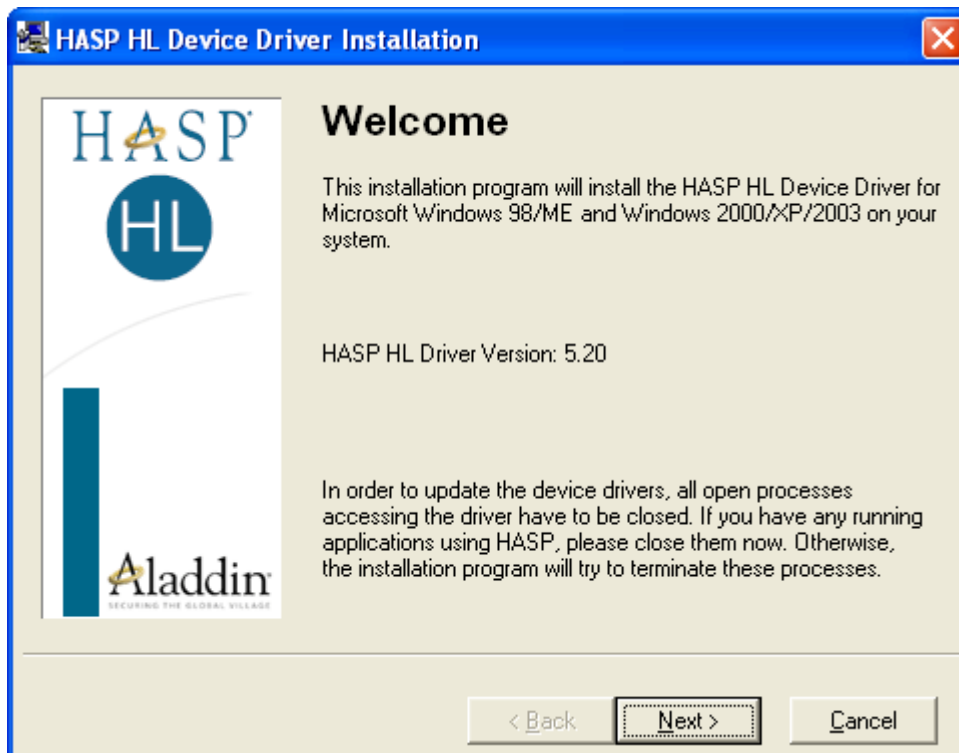 HASP HL Device Driver Installation
HASP
HL
Aladdin
SECURING THE GLOBAL VILLAGE
Welcome
This installation program will install the HASP HL Device Driver for
Microsoft Windows 98/ME and Windows 2000/XP/2003 on your
system.
HASP HL Driver Version: 5.20
In order to update the device drivers, all open processes
accessing the driver have to be closed. If you have any running
applications using HASP, please close them now. Otherwise,
the installation program will try to terminate these processes.
< Back
Next >
Cancel